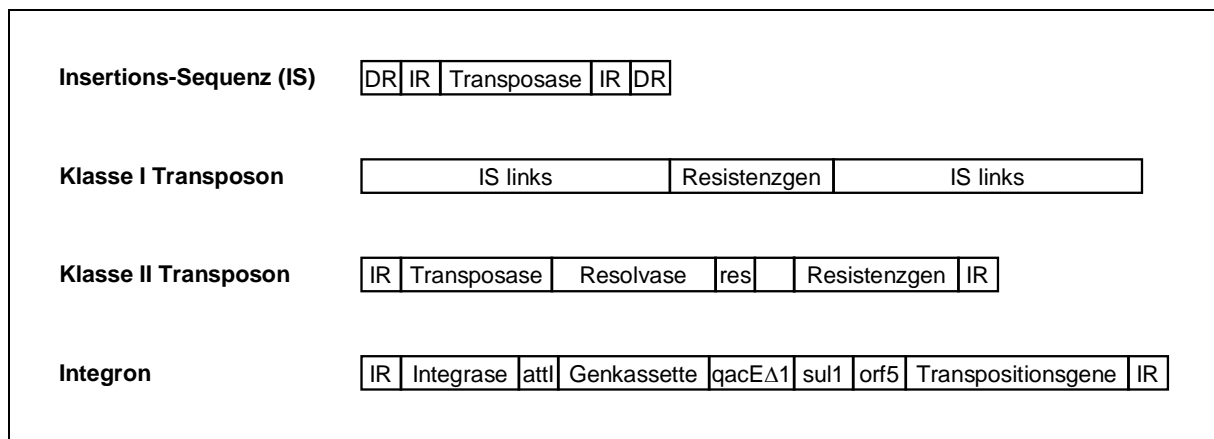 Insertions-Sequenz (IS) DR IR Transposase IR DR
Klasse I Transposon IS links Resistenzgen IS links
Klasse II Transposon IR Transposase Resolvase res Resistenzgen IR
Integron IR Integrase attI Genkassette qacEΔ1 sul1 orf5 Transpositionsgene IR